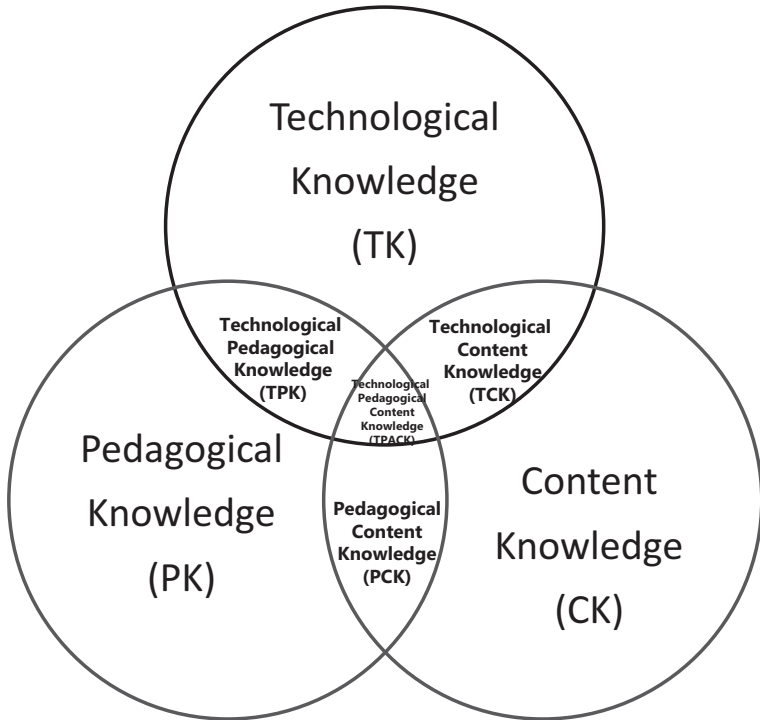 Technological
Knowledge
(TK)
Technological
Pedagogical
Knowledge
(TPK)
Technological
Content
Knowledge
(TCK)
Technological
Pedagogical
Content
Knowledge
(TPACK)
Pedagogical
Knowledge
(PK)
Content
Knowledge
(CK)
Pedagogical
Content
Knowledge
(PCK)